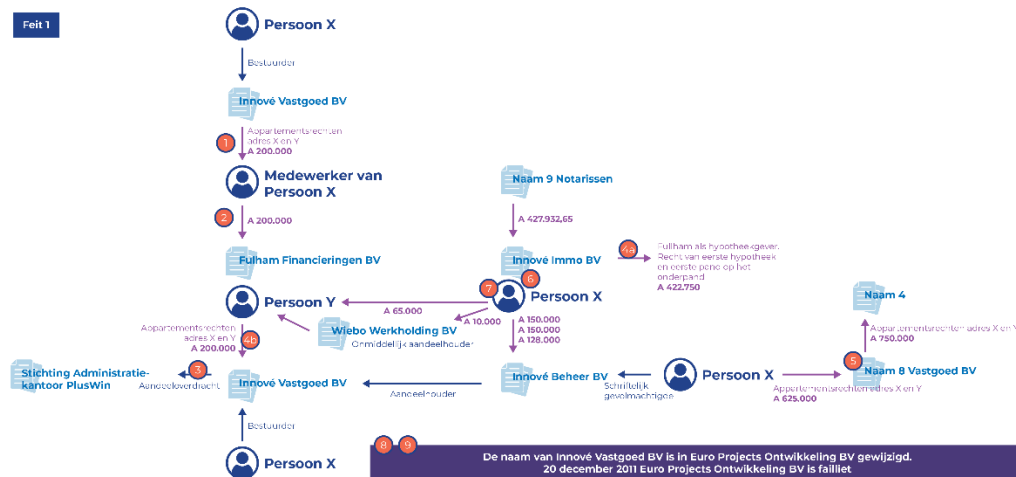 Feit 1
Persoon X
Bestuurder
Innové Vastgoed BV
1
Appartementsrechten
adres X en Y
A 200.000
Medewerker van
Persoon X
2
A 200.000
Fulham Financieringen BV
Naam 9 Notarissen
A 427.932,65
Innové Immo BV
4a
Fullham als hypotheekgever.
Recht van eerste hypotheek
en eerste pand op het
onderpand
A 422.750
6
7
Persoon X
Persoon Y
A 65.000
A 10.000
Wiebo Werkholding BV
Onmiddelijk aandeelhouder
A 150.000
A 150.000
A 128.000
Naam 4
Appartementsrechten adres X en Y
A 750.000
Appartementsrechten
adres X en Y
A 200.000
4b
Stichting Administratie-
kantoor PlusWin
3
Aandeeloverdracht
Innové Vastgoed BV
Aandeelhouder
Innové Beheer BV
Schriftelijk
gevolmachtigde
Persoon X
5
Naam 8 Vastgoed BV
Appartementsrechten adres X en Y
A 625.000
Bestuurder
Persoon X
8
9
De naam van Innové Vastgoed BV is in Euro Projects Ontwikkeling BV gewijzigd.
20 december 2011 Euro Projects Ontwikkeling BV is failliet